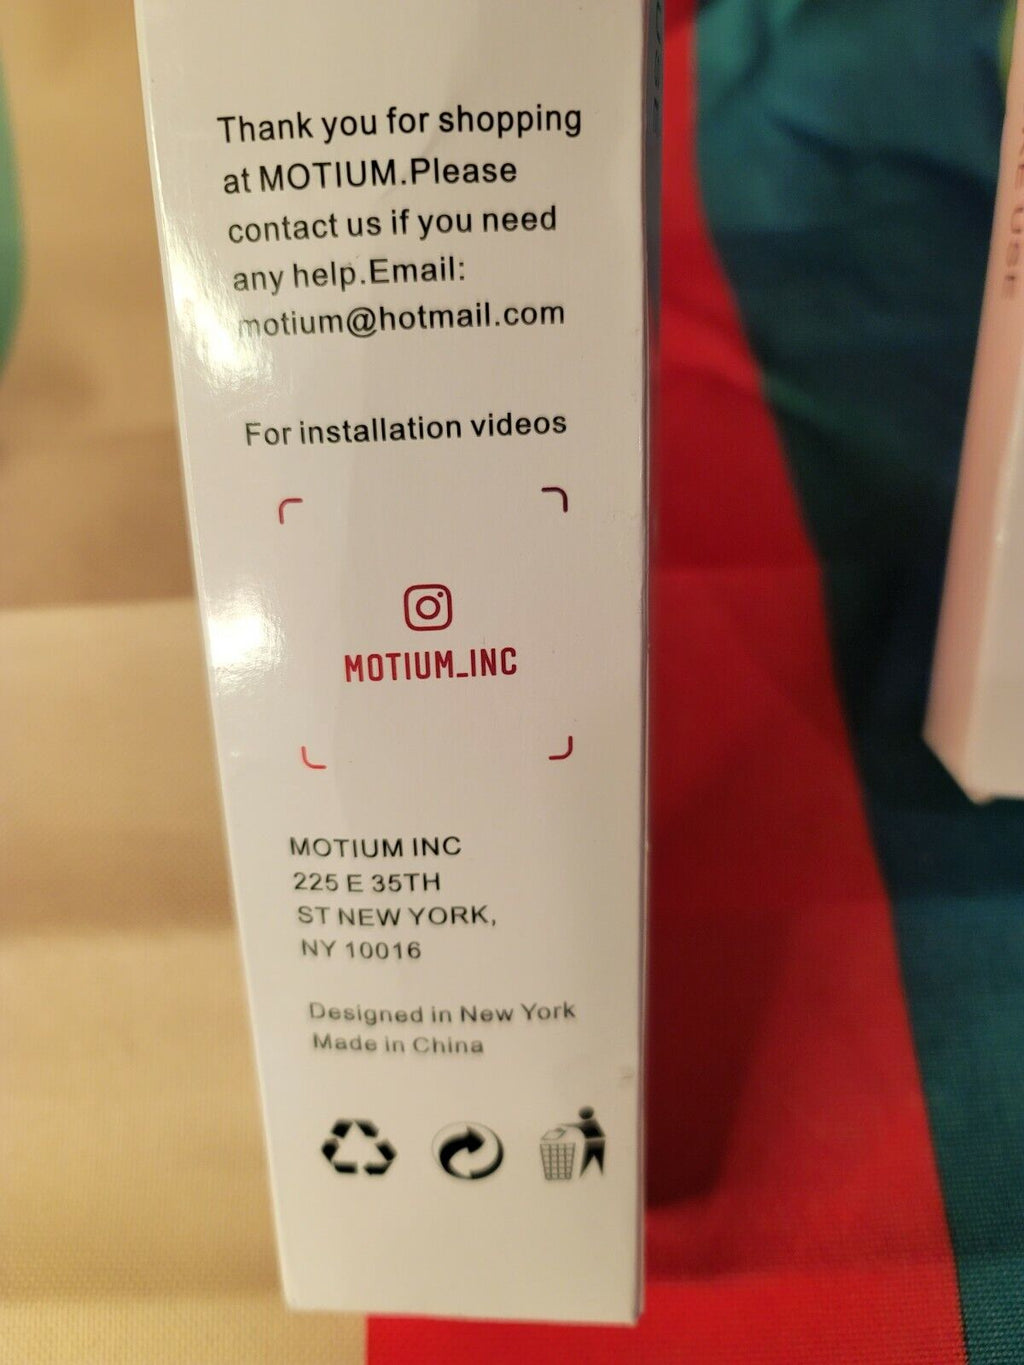 Thank you for shopping
at MOTIUM.Please
contact us if you need
any help.Email:
motium@hotmail.com
For installation videos
MOTIUM_INC
MOTIUM INC
225 E 35TH
ST NEW YORK,
NY 10016
Designed in New York
Made in China
USE